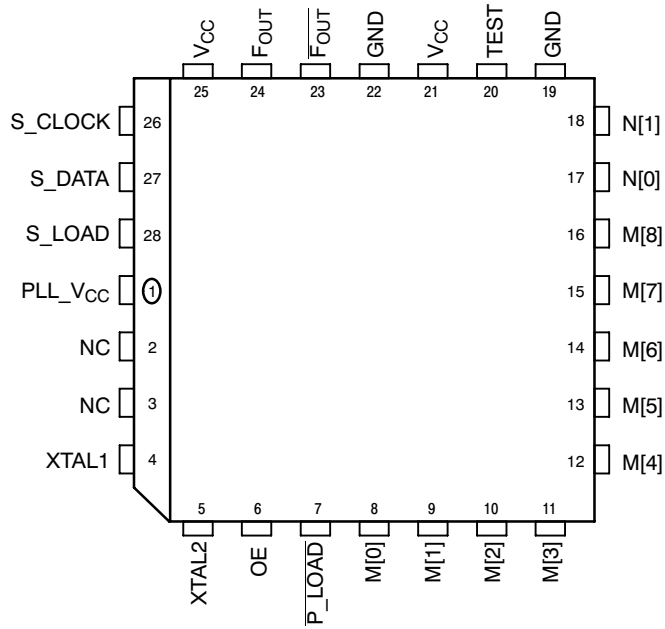 VCC FOUT FOUT GND VCC TEST GND
25 24 23 22 21 20 19
S_CLOCK 26 18 N[1]
S_DATA 27 17 N[0]
S_LOAD 28 16 M[8]
PLL_VCC 1 15 M[7]
NC 2 14 M[6]
NC 3 13 M[5]
XTAL1 4 12 M[4]
5 6 7 8 9 10 11
XTAL2 OE P_LOAD M[0] M[1] M[2] M[3]